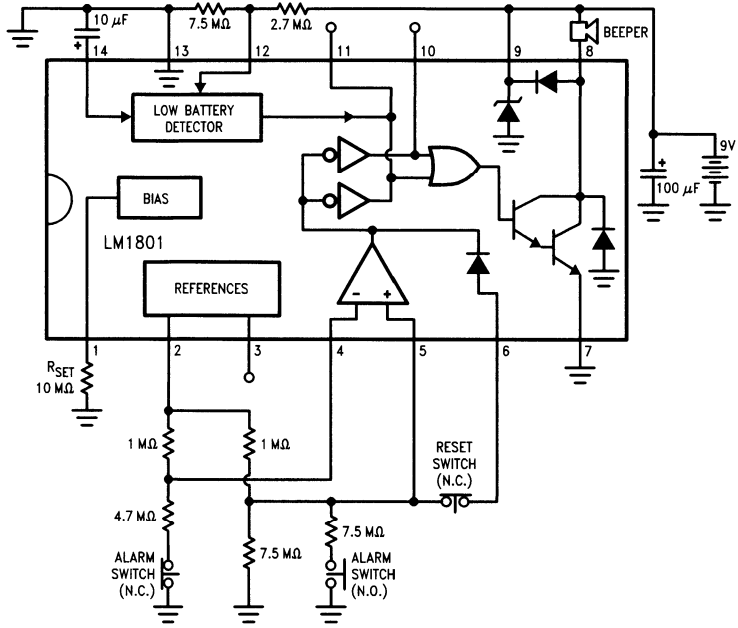 10 μF
7.5 MΩ
2.7 MΩ
BEEPER
+
14
13
12
11
10
9
8
LOW BATTERY
DETECTOR
9V
+
100 μF
BIAS
LM1801
REFERENCES
-
+
1
2
3
4
5
6
7
RSET
10 MΩ
1 MΩ
1 MΩ
RESET
SWITCH
(N.C.)
4.7 MΩ
7.5 MΩ
7.5 MΩ
ALARM
SWITCH
(N.C.)
ALARM
SWITCH
(N.O.)